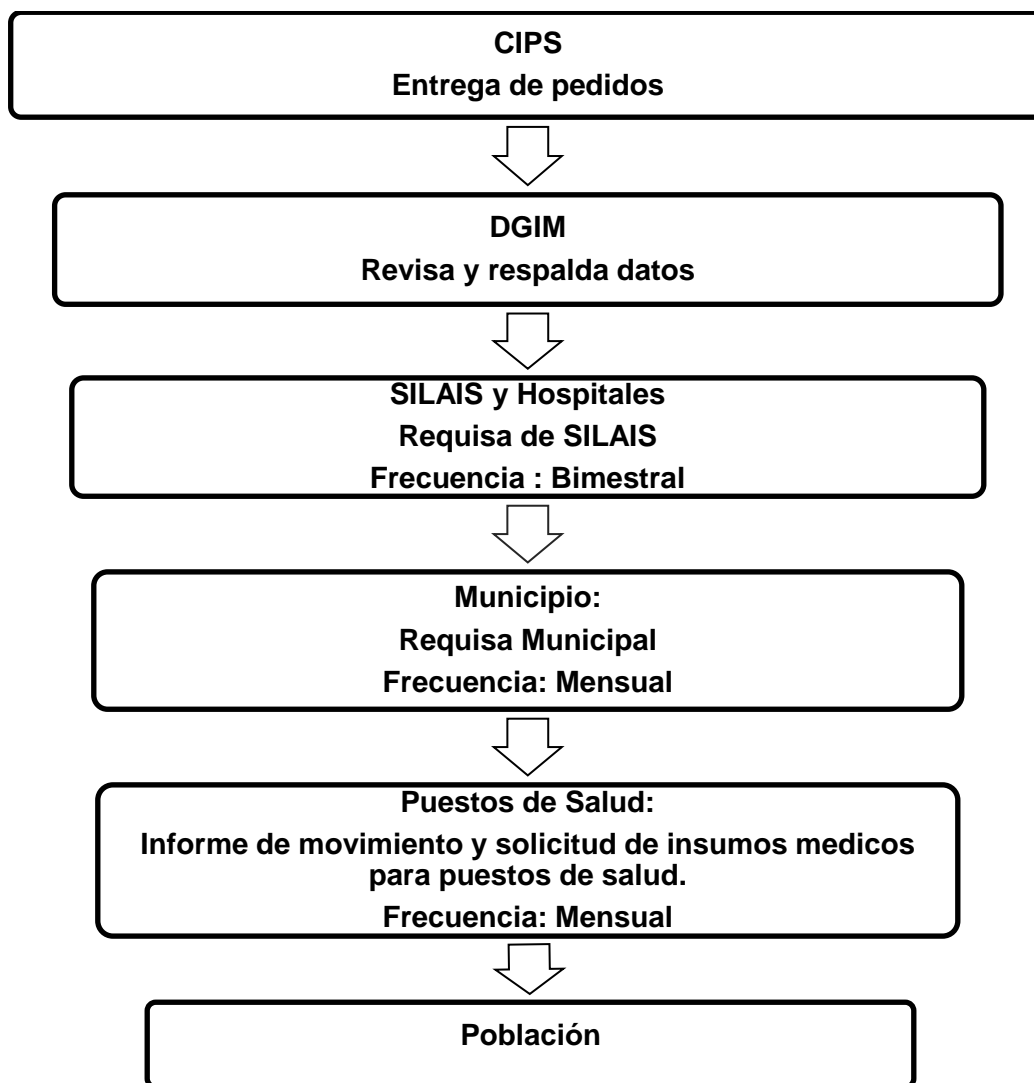 CIPS
Entrega de pedidos
DGIM
Revisa y respalda datos
SILAIS y Hospitales
Requisa de SILAIS
Frecuencia : Bimestral
Municipio:
Requisa Municipal
Frecuencia: Mensual
Puestos de Salud:
Informe de movimiento y solicitud de insumos medicos
para puestos de salud.
Frecuencia: Mensual
Población